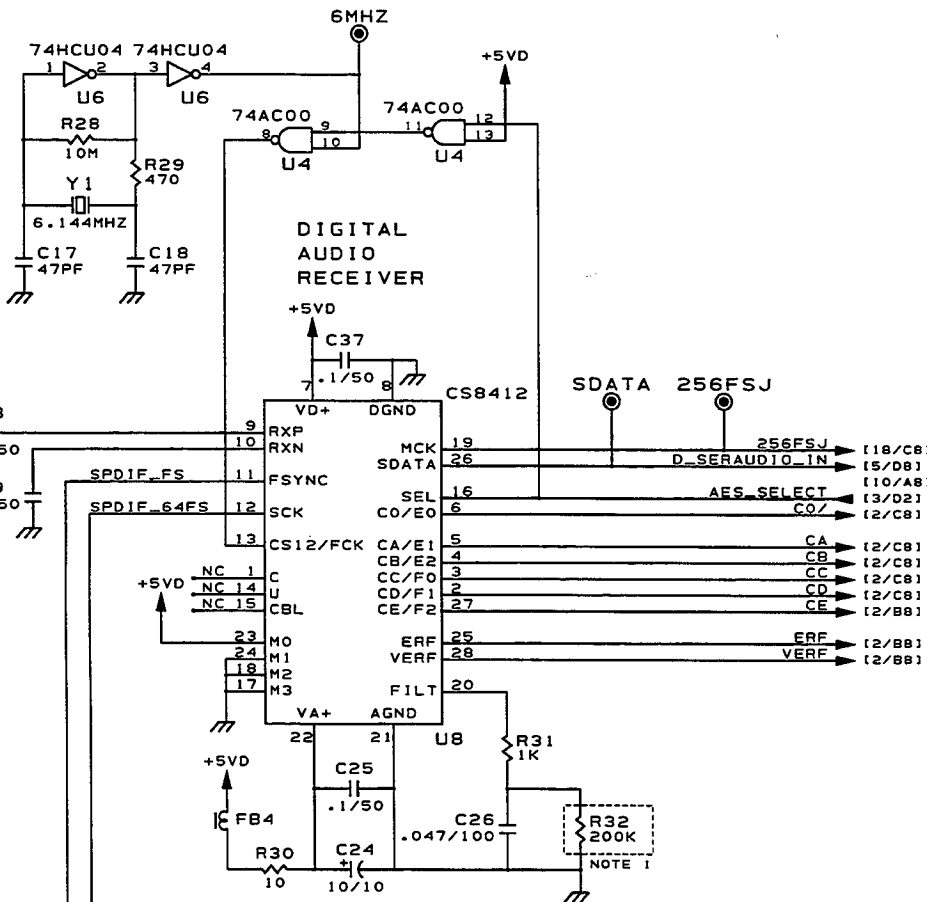 6MHZ
74HCU04 74HCU04
1 2 3 4
U6 U6
+5VD
74AC00
74AC00
8 9 10
11 12 13
U4
U4
R28
10M
R29
470
Y1
6.144MHZ
C17
47PF
C18
47PF
DIGITAL
AUDIO
RECEIVER
+5VD
C37
.1/50
7 8
CS8412
SDATA 256FSJ
VD+ DGND
9 RXP
10 RXN
SPDIF_FS 11 FSYNC
SPDIF_64FS 12 SCK
13 CS12/FCK
NC 1 C
NC 14 U
NC 15 CBL
+5VD
23 M0
24 M1
18 M2
17 M3
MCK 19 256FSJ [18/C8]
SDATA 26 D_SERAUDIO_IN [5/D8]
[10/A8]
SEL 16 AES_SELECT [3/D2]
C0/E0 6 C0/ [2/C8]
CA/E1 5 CA [2/C8]
CB/E2 4 CB [2/C8]
CC/F0 3 CC [2/C8]
CD/F1 2 CD [2/C8]
CE/F2 27 CE [2/B8]
ERF 25 ERF [2/B8]
VERF 28 VERF [2/B8]
FILT 20
VA+ AGND
22 21
U8
+5VD
FB4
R30
10
C25
.1/50
C24
+
10/10
R31
1K
C26
.047/100
R32
200K
NOTE 1